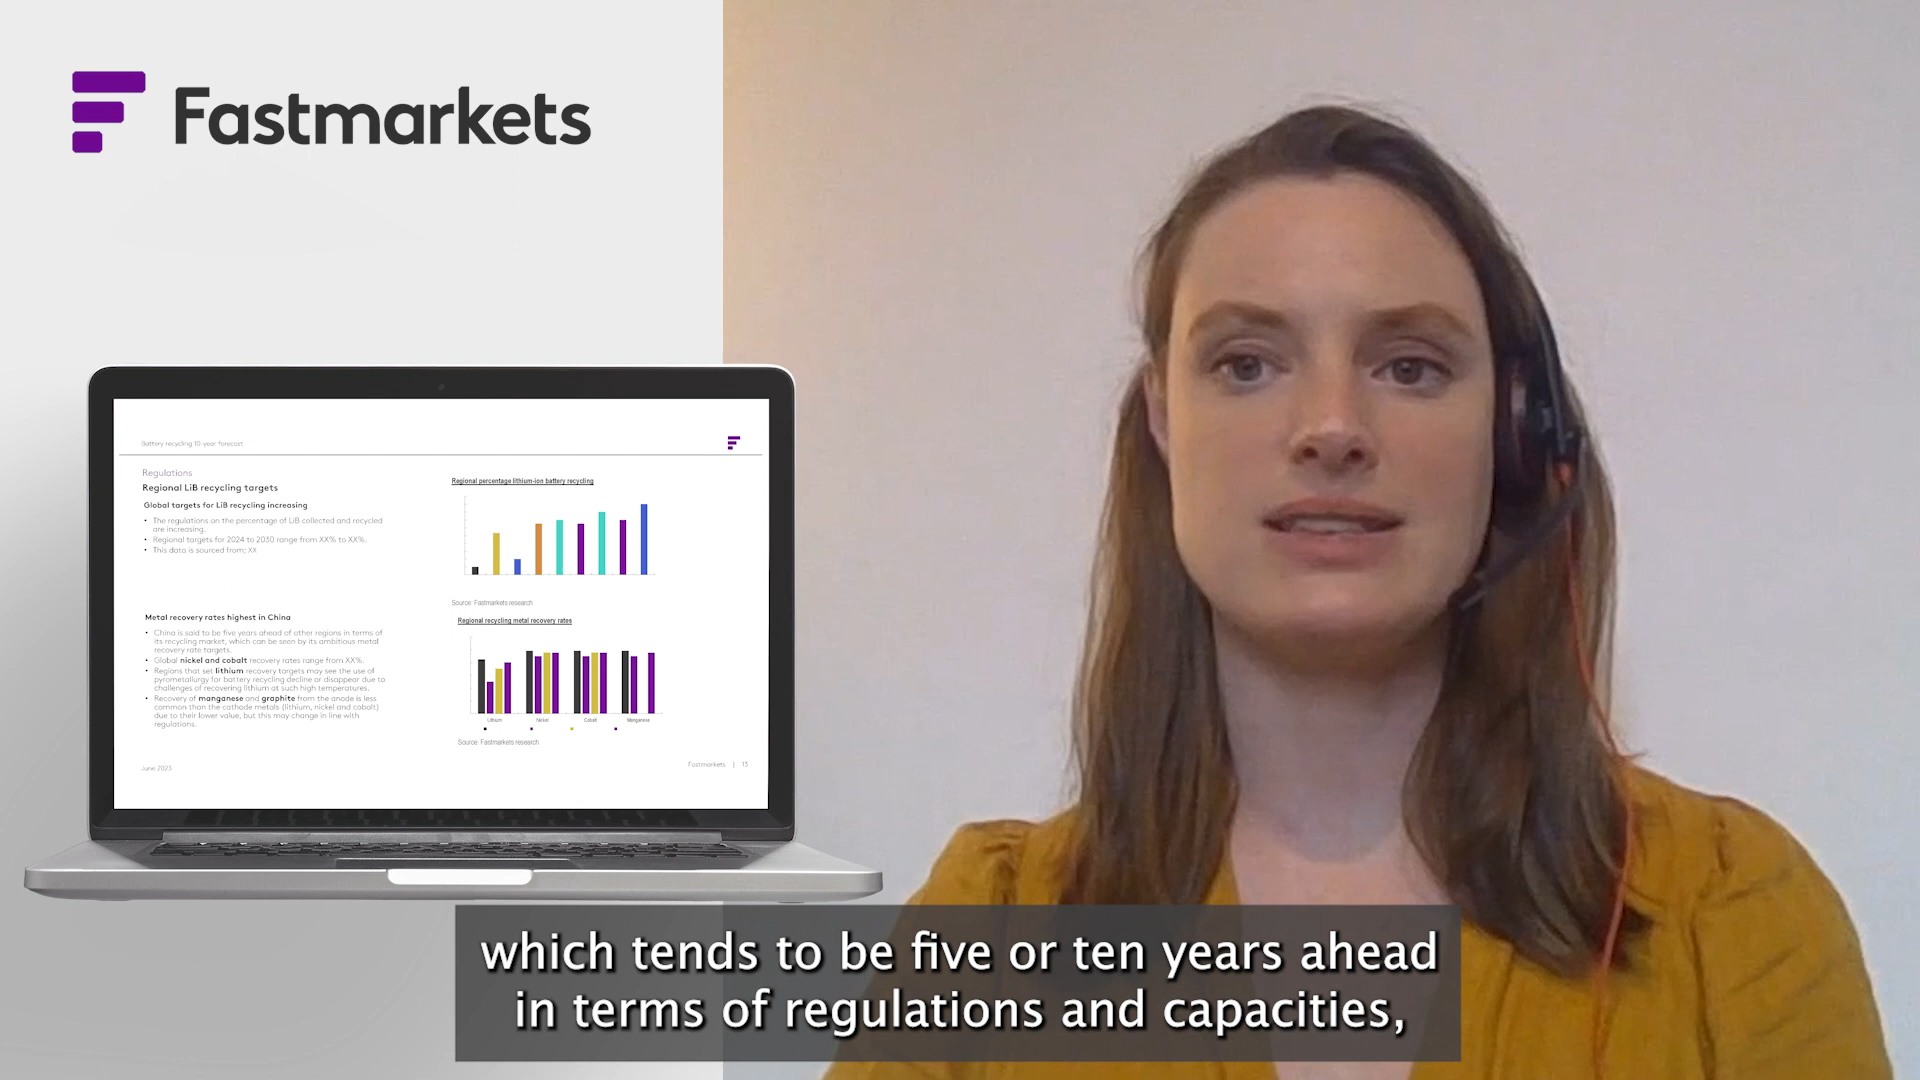 Fastmarkets
Battery recycling 10-year forecast
Regulations
Regional LiB recycling targets
Global targets for LiB recycling increasing
• The regulations on the percentage of LiB collected and recycled
are increasing.
• Regional targets for 2024 to 2030 range from XX% to XX%.
• This data is sourced from; XX
Regional percentage lithium-ion battery recycling
Source: Fastmarkets research
Metal recovery rates highest in China
• China is said to be five years ahead of other regions in terms of
its recycling market, which can be seen by its ambitious metal
recovery rate targets.
• Global nickel and cobalt recovery rates range from XX%.
• Regions that set lithium recovery targets may see the use of
pyrometallurgy for battery recycling decline or disappear due to
challenges of recovering lithium at such high temperatures.
• Recovery of manganese and graphite from the anode is less
common than the cathode metals (lithium, nickel and cobalt)
due to their lower value, but this may change in line with
regulations.
Regional recycling metal recovery rates
Lithium Nickel Cobalt Manganese
Source: Fastmarkets research
June 2023
Fastmarkets | 13
which tends to be five or ten years ahead
in terms of regulations and capacities,